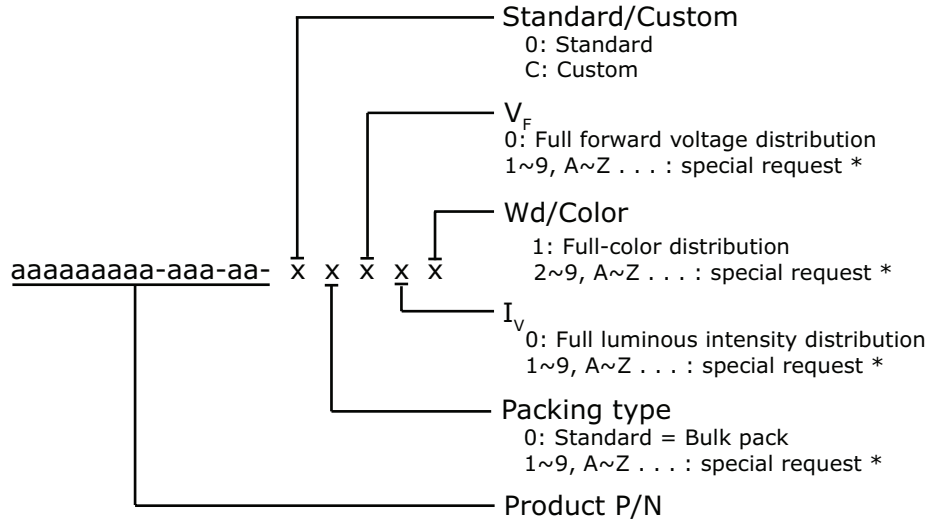 Standard/Custom
0: Standard
C: Custom
VF
0: Full forward voltage distribution
1~9, A~Z . . . : special request *
Wd/Color
1: Full-color distribution
2~9, A~Z . . . : special request *
aaaaaaaaa-aaa-aa- x x x x x
IV
0: Full luminous intensity distribution
1~9, A~Z . . . : special request *
Packing type
0: Standard = Bulk pack
1~9, A~Z . . . : special request *
Product P/N